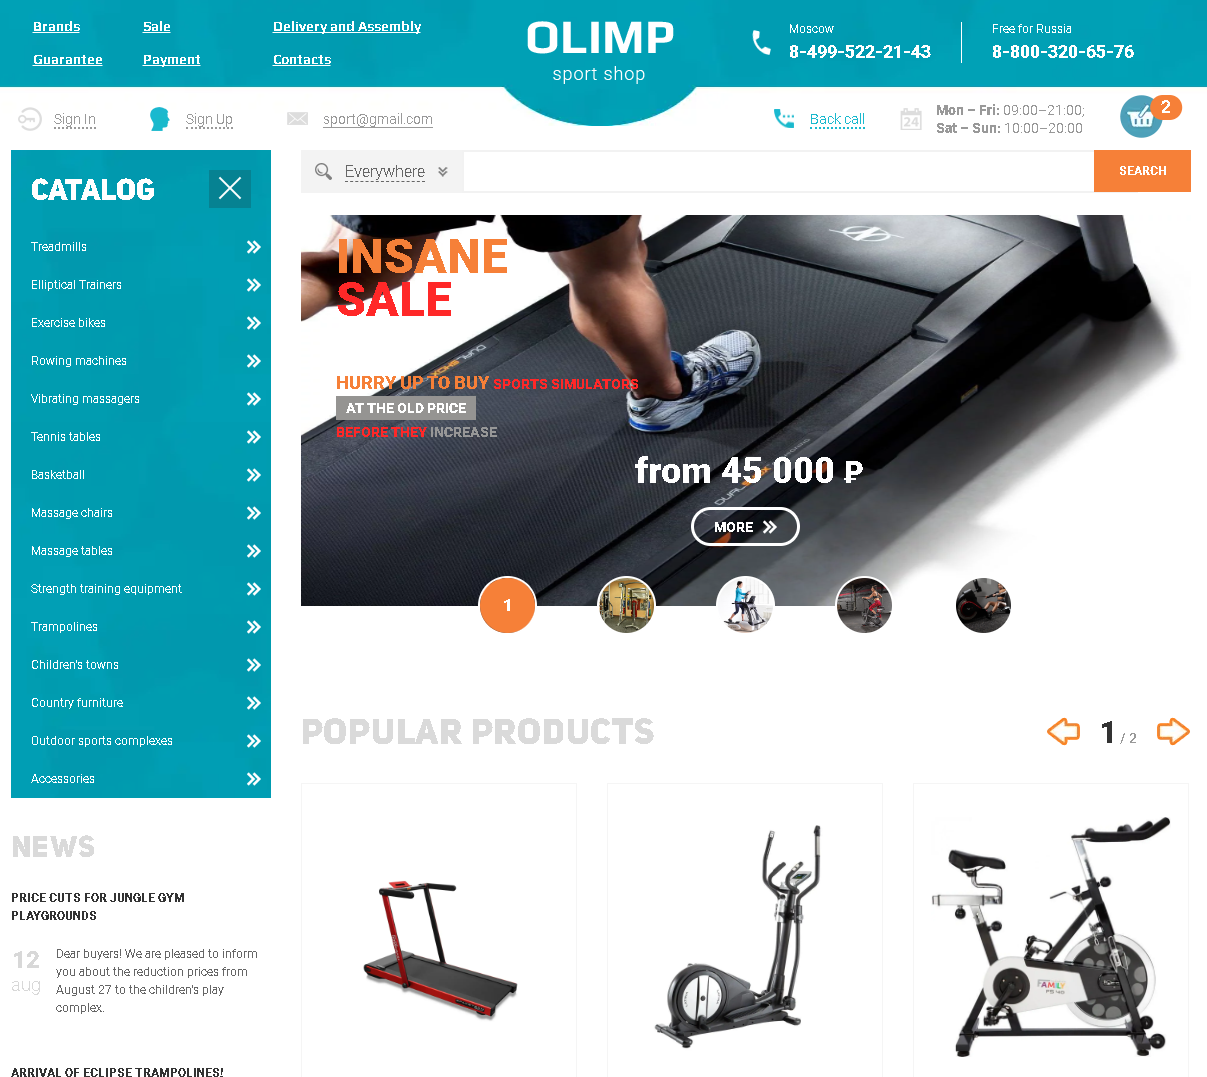 Brands
Sale
Delivery and Assembly
Guarantee
Payment
Contacts
OLIMP
sport shop
Moscow
8-499-522-21-43
Free for Russia
8-800-320-65-76
Sign In
Sign Up
sport@gmail.com
Back call
24
Mon – Fri: 09:00–21:00;
Sat – Sun: 10:00–20:00
2
CATALOG
Treadmills
Elliptical Trainers
Exercise bikes
Rowing machines
Vibrating massagers
Tennis tables
Basketball
Massage chairs
Massage tables
Strength training equipment
Trampolines
Children's towns
Country furniture
Outdoor sports complexes
Accessories
Everywhere
SEARCH
INSANE
SALE
HURRY UP TO BUY SPORTS SIMULATORS
AT THE OLD PRICE
BEFORE THEY INCREASE
from 45 000 ₽
MORE
1
POPULAR PRODUCTS
1 / 2
FAMILY
FS 40
NEWS
PRICE CUTS FOR JUNGLE GYM
PLAYGROUNDS
12
aug
Dear buyers! We are pleased to inform
you about the reduction prices from
August 27 to the children's play
complex.
ARRIVAL OF ECLIPSE TRAMPOLINES!